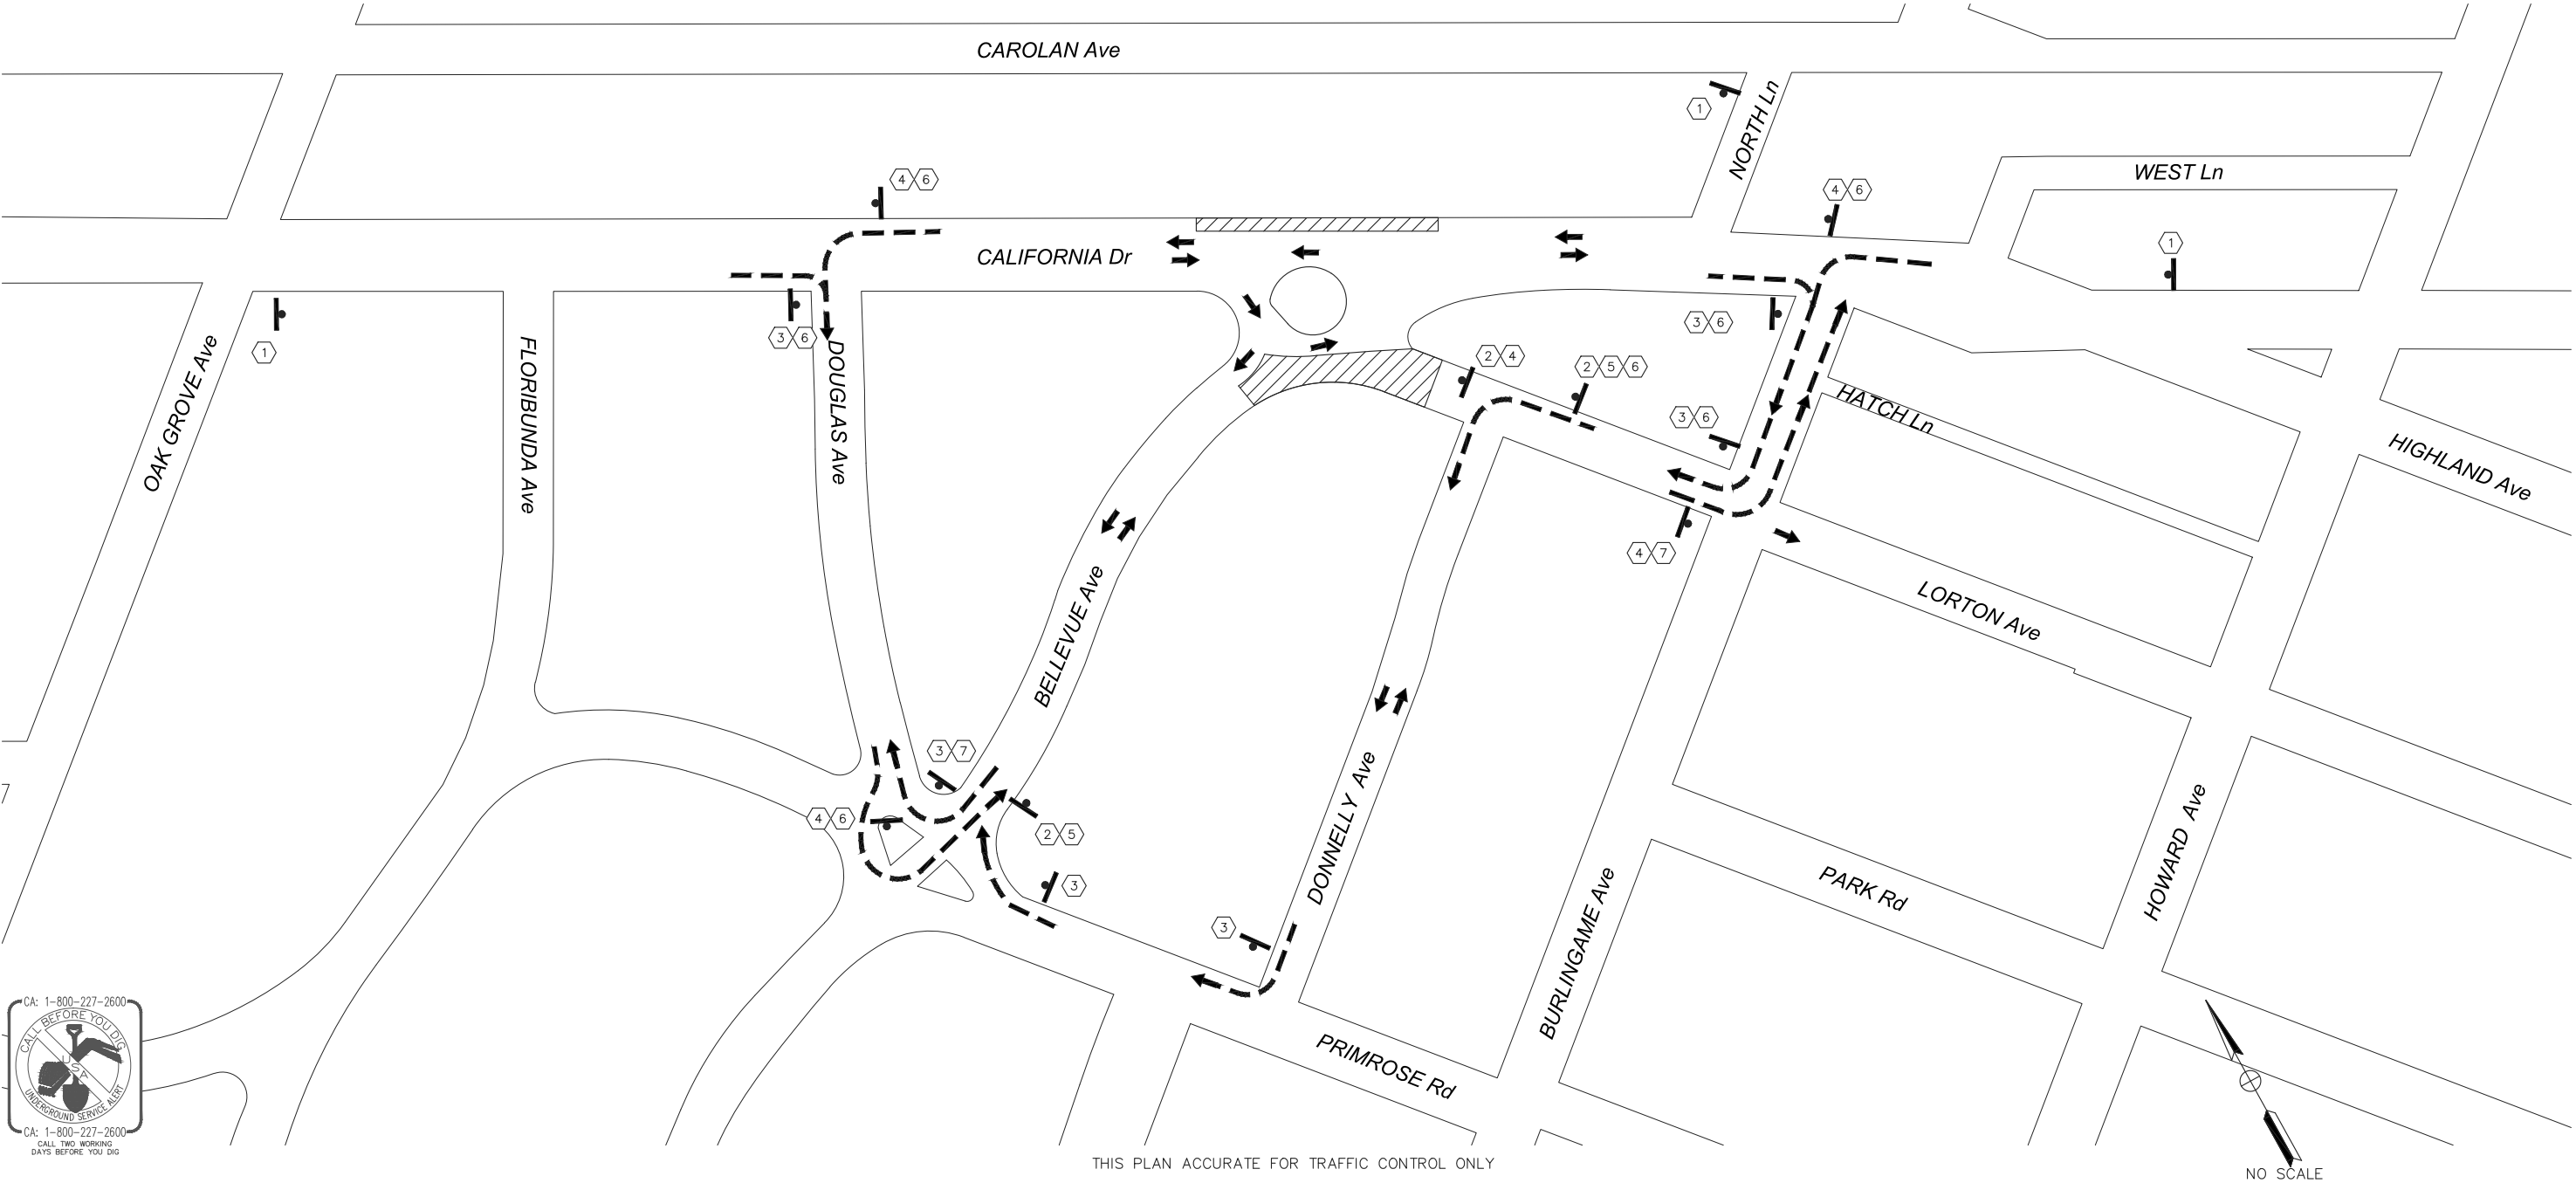 CAROLAN Ave
1
NORTH Ln
WEST Ln
4 6
4 6
1
CALIFORNIA Dr
3 6
3 6
1
OAK GROVE Ave
FLORIBUNDA Ave
DOUGLAS Ave
2 4
2 5 6
3 6
HATCH Ln
HIGHLAND Ave
4 7
LORTON Ave
BELLEVUE Ave
3 7
4 6
2 5
3
3
DONNELLY Ave
BURLINGAME Ave
PARK Rd
HOWARD Ave
PRIMROSE Rd
CA: 1-800-227-2600
CALL BEFORE YOU DIG
USA
UNDERGROUND SERVICE ALERT
CA: 1-800-227-2600
CALL TWO WORKING
DAYS BEFORE YOU DIG
THIS PLAN ACCURATE FOR TRAFFIC CONTROL ONLY
NO SCALE